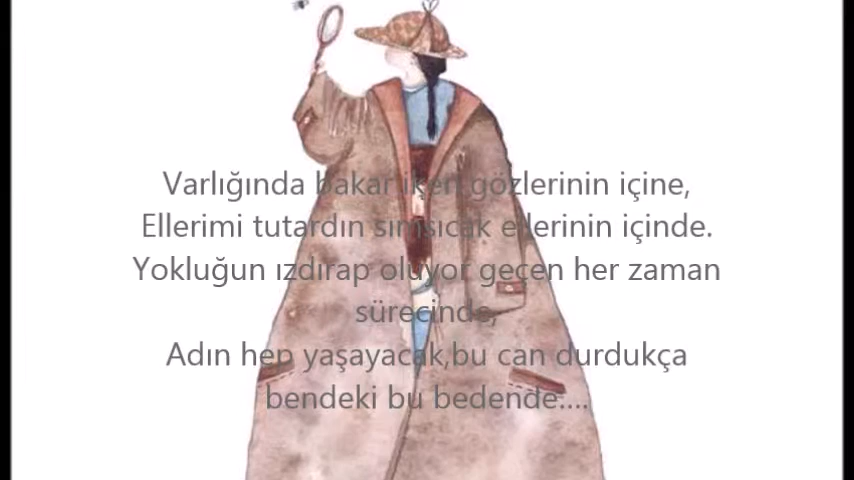 Varlığında bakar iken gözlerinin içine,
Ellerimi tutardın sımsıcak ellerinin içinde.
Yokluğun ızdırap oluyor geçen her zaman
sürecinde,
Adın hep yaşayacak,bu can durdukça
bendeki bu bedende....